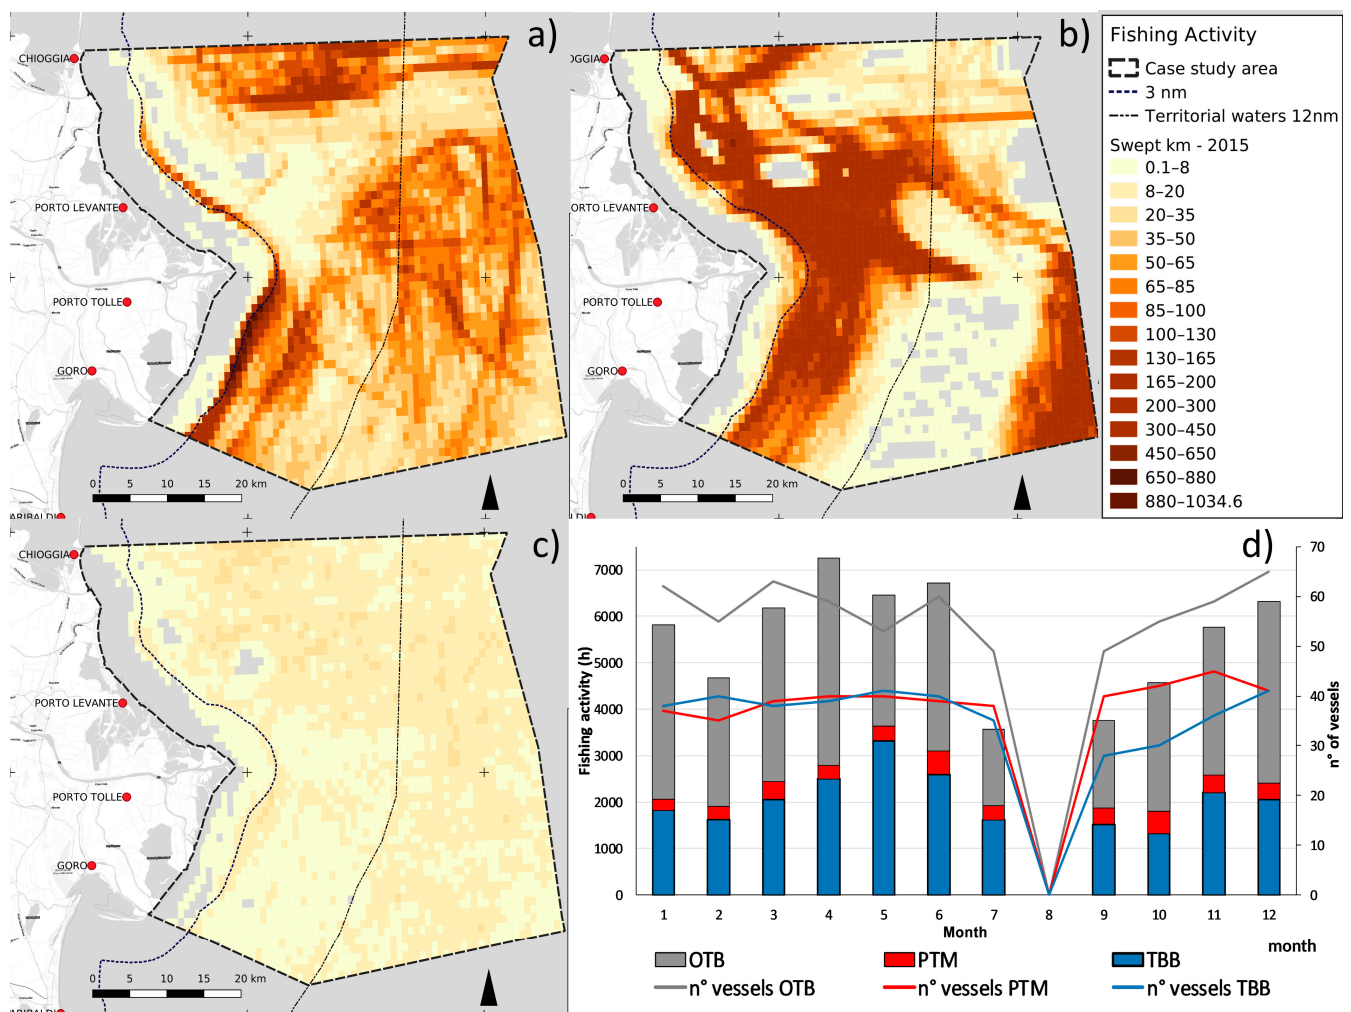 a)
CHIOGGIA
PORTO LEVANTE
PORTO TOLLE
GORO
0 5 10 15 20 km
ARIBALDI
b)
OGGIA
ORTO LEVANTE
PORTO TOLLE
GORO
0 5 10 15 20 km
DI
Fishing Activity
Case study area
3 nm
Territorial waters 12nm
Swept km - 2015
0.1–8
8–20
20–35
35–50
50–65
65–85
85–100
100–130
130–165
165–200
200–300
300–450
450–650
650–880
880–1034.6
c)
CHIOGGIA
PORTO LEVANTE
PORTO TOLLE
GORO
0 5 10 15 20 km
d)
Fishing activity (h)
7000
6000
5000
4000
3000
2000
1000
0
70
60
50
40
30
20
10
0
n° of vessels
1 2 3 4 5 6 7 8 9 10 11 12
Month
month
OTB PTM TBB
n° vessels OTB n° vessels PTM n° vessels TBB